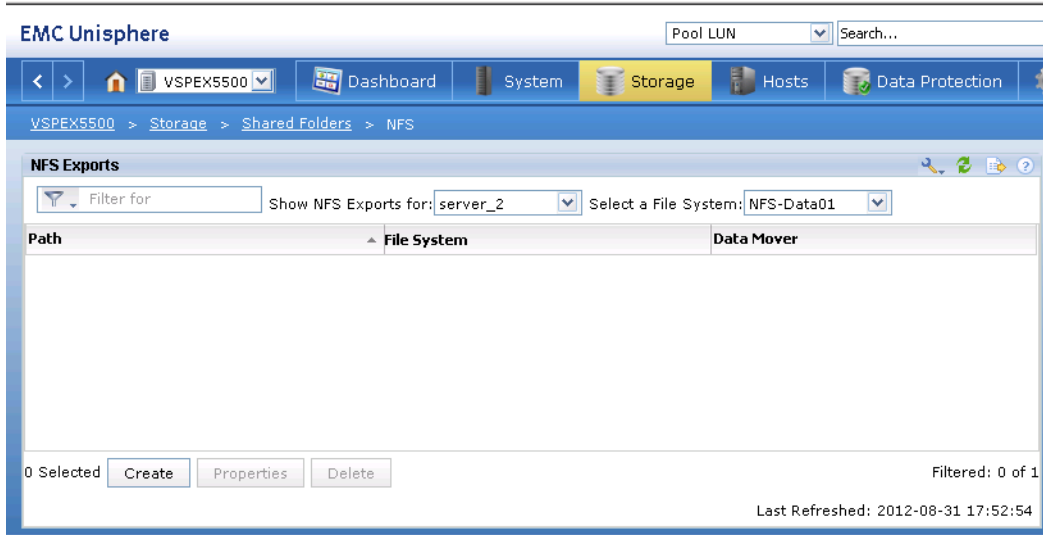 EMC Unisphere
Pool LUN Search...
< > VSPEX5500 Dashboard System Storage Hosts Data Protection
VSPEX5500 > Storage > Shared Folders > NFS
NFS Exports
Filter for Show NFS Exports for: server_2 Select a File System: NFS-Data01
Path File System Data Mover
0 Selected Create Properties Delete Filtered: 0 of 1
Last Refreshed: 2012-08-31 17:52:54